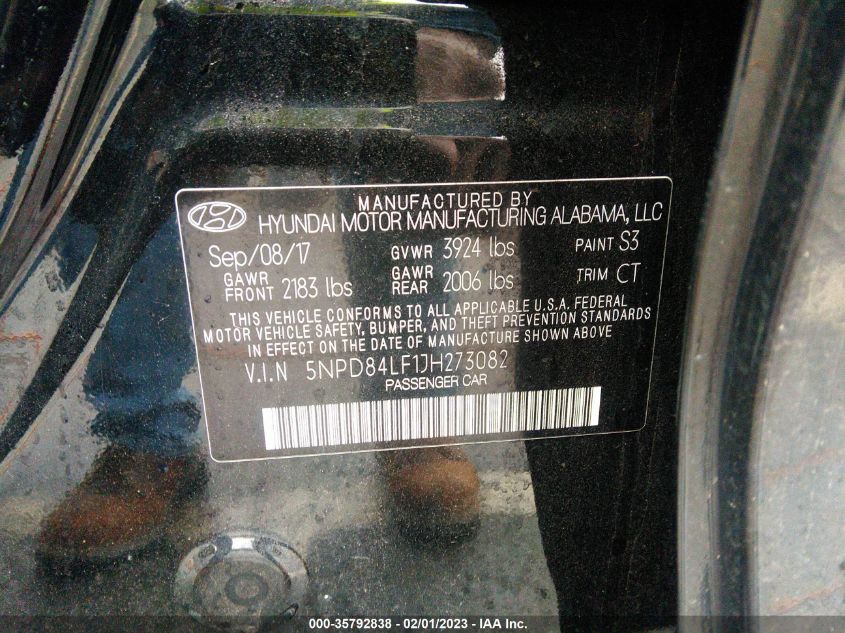 MANUFACTURED BY
HYUNDAI MOTOR MANUFACTURING ALABAMA, LLC
Sep/08/17 GVWR 3924 lbs PAINT S3
GAWR FRONT 2183 lbs GAWR REAR 2006 lbs TRIM CT
THIS VEHICLE CONFORMS TO ALL APPLICABLE U.S.A. FEDERAL
MOTOR VEHICLE SAFETY, BUMPER, AND THEFT PREVENTION STANDARDS
IN EFFECT ON THE DATE OF MANUFACTURE SHOWN ABOVE
V.I.N 5NPD84LF1JH273082
PASSENGER CAR
000-35792838 - 02/01/2023 - IAA Inc.